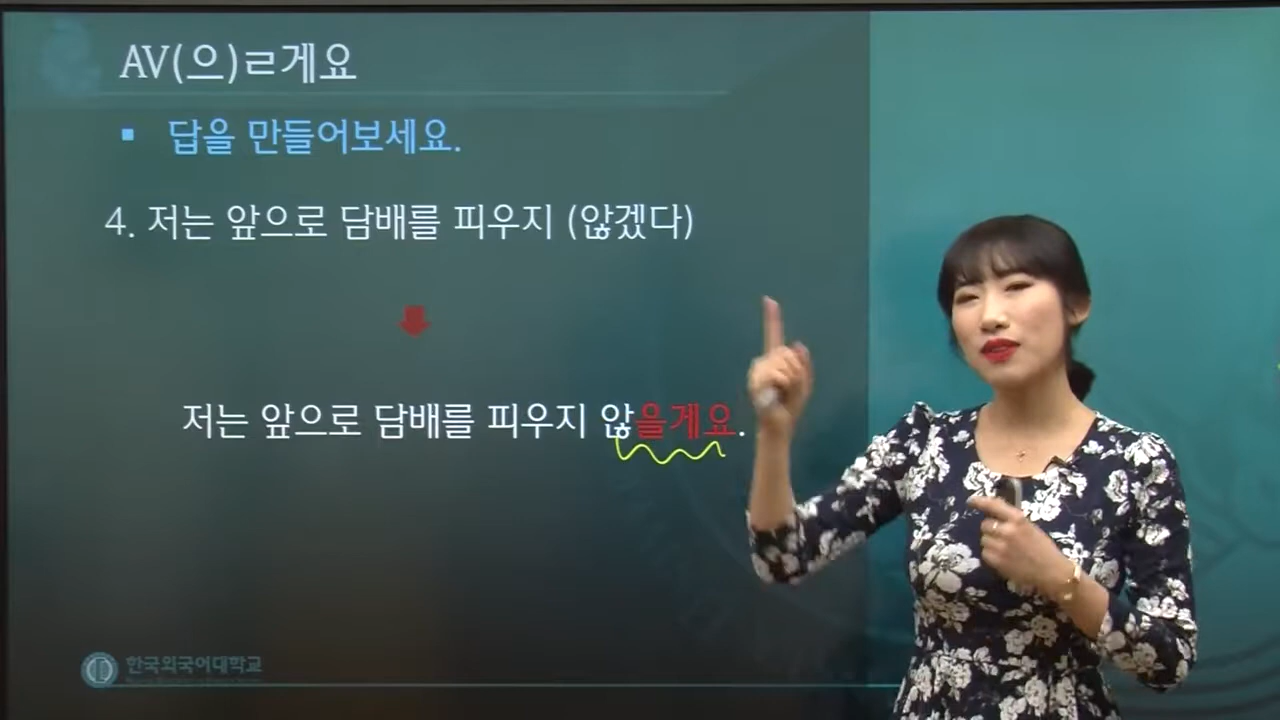 AV(으)ㄹ게요
▪ 답을 만들어보세요.
4. 저는 앞으로 담배를 피우지 (않겠다)
저는 앞으로 담배를 피우지 않을게요.
한국외국어대학교